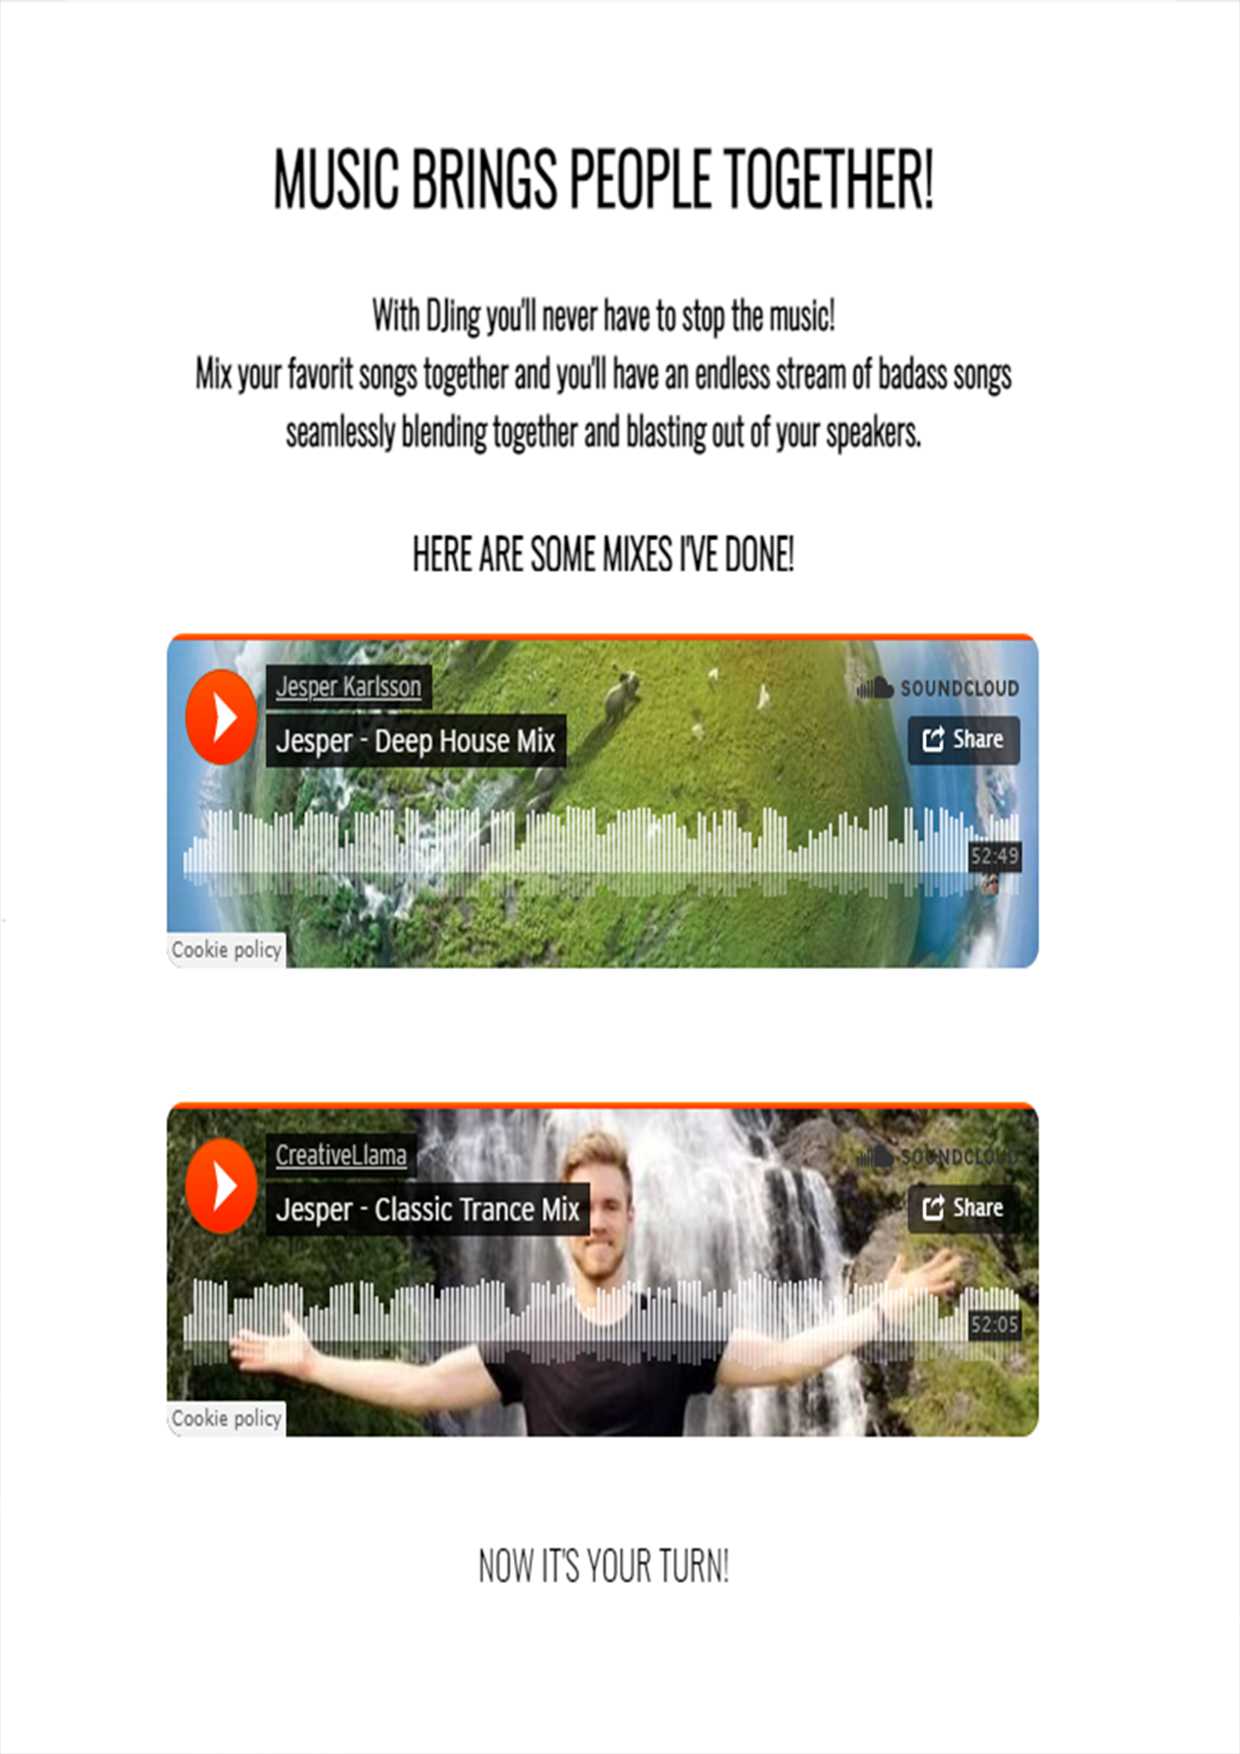 MUSIC BRINGS PEOPLE TOGETHER!
With DJing you'll never have to stop the music!
Mix your favorit songs together and you'll have an endless stream of badass songs
seamlessly blending together and blasting out of your speakers.
HERE ARE SOME MIXES I'VE DONE!
Jesper Karlsson
SOUNDCLOUD
Jesper - Deep House Mix
Share
52:49
Cookie policy
CreativeLlama
SOUNDCLOUD
Jesper - Classic Trance Mix
Share
52:05
Cookie policy
NOW IT'S YOUR TURN!